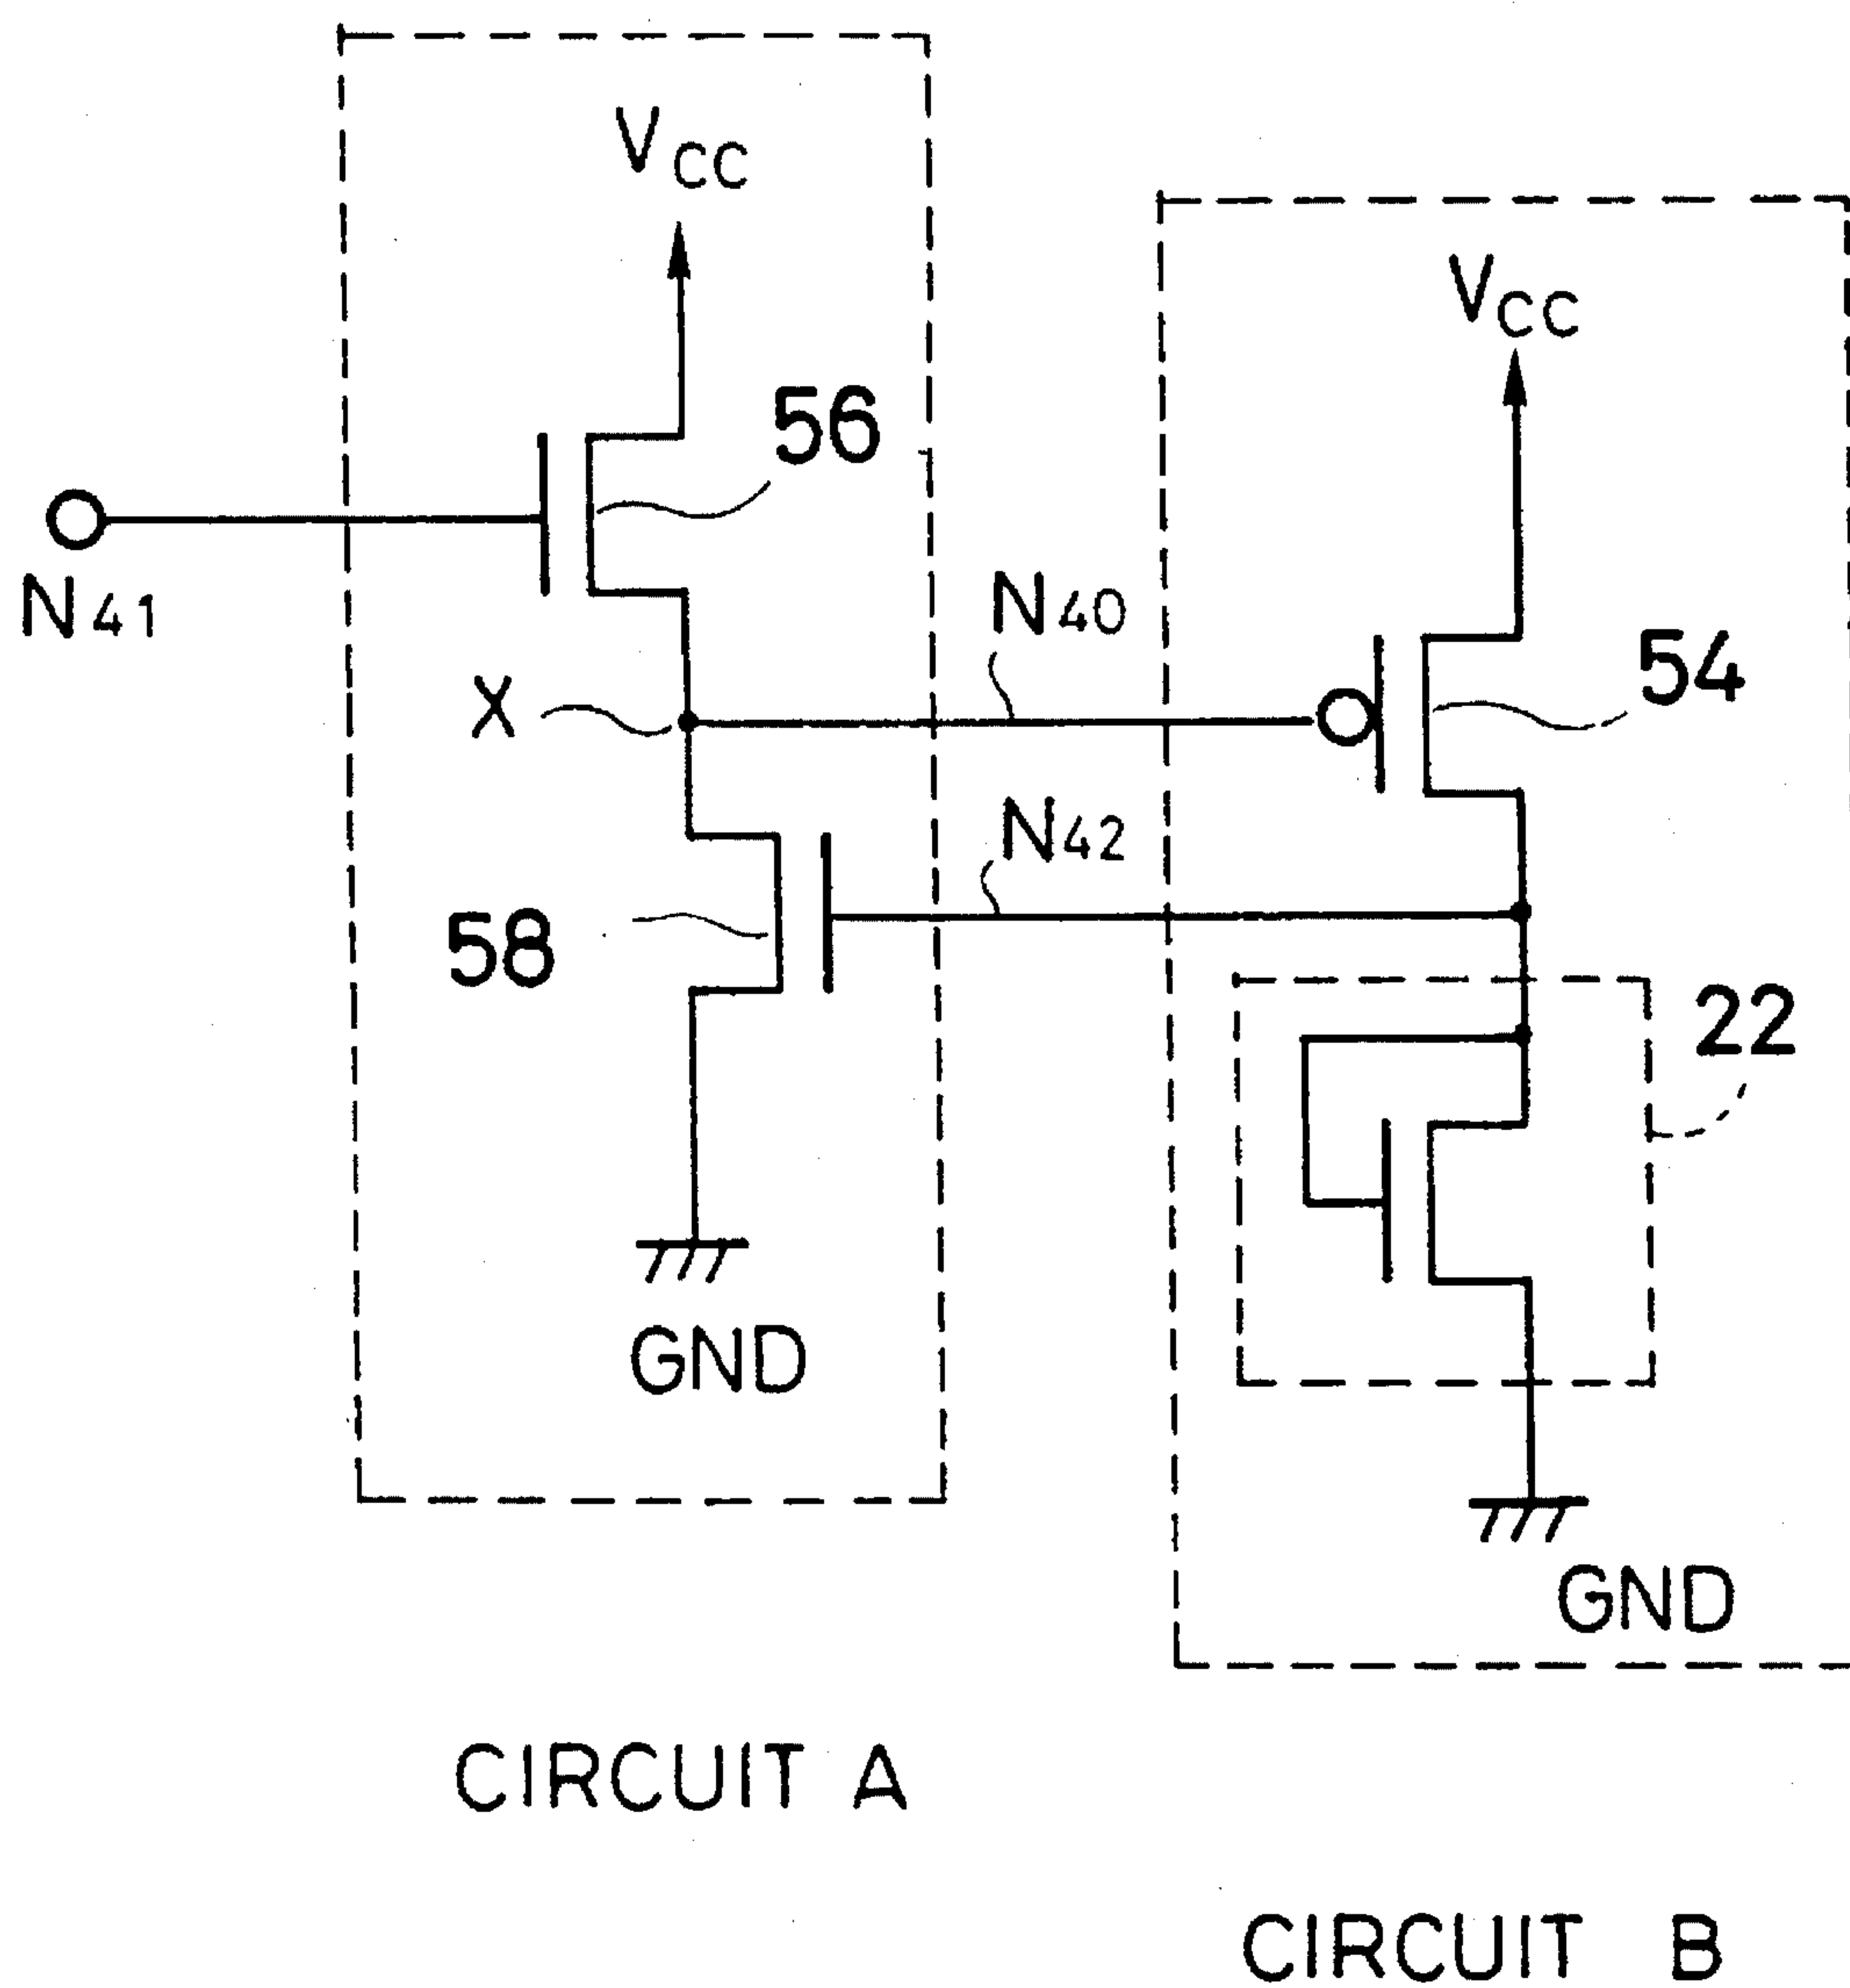 VCC
VCC
56
N41
N40
54
X
N42
58
22
GND
GND
CIRCUIT A
CIRCUIT B